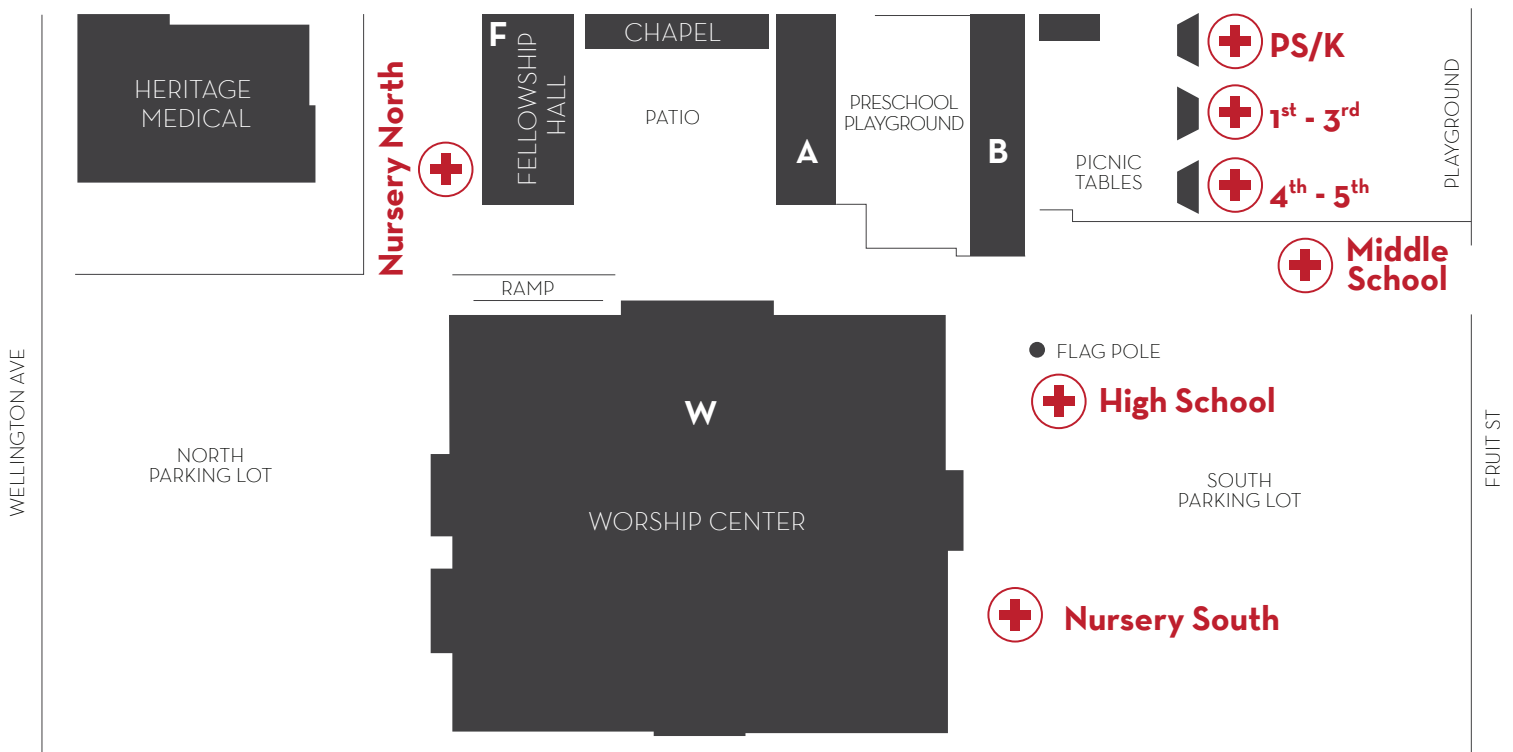 HERITAGE
MEDICAL
Nursery North
F
FELLOWSHIP
HALL
CHAPEL
PATIO
A
PRESCHOOL
PLAYGROUND
B
PICNIC
TABLES
PS/K
1st - 3rd
4th - 5th
PLAYGROUND
Middle
School
RAMP
FLAG POLE
High School
W
WELLINGTON AVE
NORTH
PARKING LOT
WORSHIP CENTER
SOUTH
PARKING LOT
FRUIT ST
Nursery South